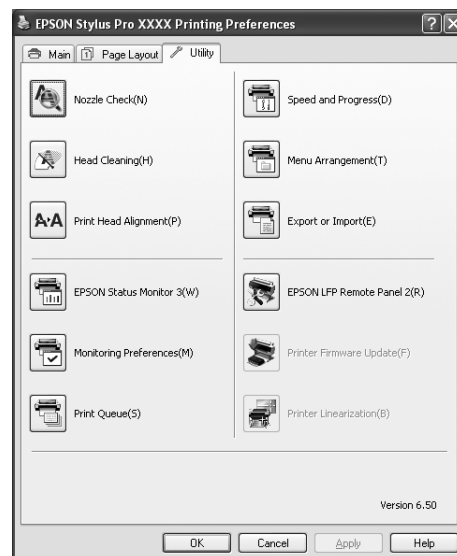 EPSON Stylus Pro XXXX Printing Preferences
Main
1
Page Layout
Utility
Nozzle Check(N)
Head Cleaning(H)
A·A
Print Head Alignment(P)
EPSON Status Monitor 3(W)
Monitoring Preferences(M)
Print Queue(S)
Speed and Progress(D)
Menu Arrangement(T)
Export or Import(E)
EPSON LFP Remote Panel 2(R)
Printer Firmware Update(F)
Printer Linearization(B)
Version 6.50
OK
Cancel
Apply
Help